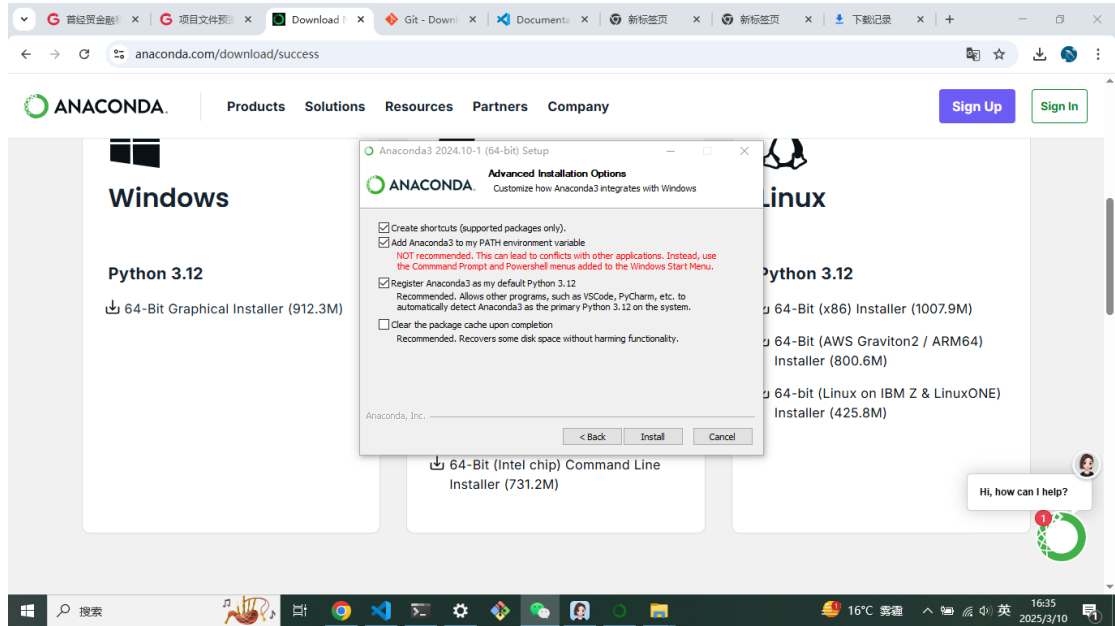 首经贸金融
项目文件预
Download
Git - Down
Documenta
新标签页
新标签页
下载记录
anaconda.com/download/success
ANACONDA.
Products
Solutions
Resources
Partners
Company
Sign Up
Sign In
Windows
Python 3.12
64-Bit Graphical Installer (912.3M)
Anaconda3 2024.10-1 (64-bit) Setup
ANACONDA.
Advanced Installation Options
Customize how Anaconda3 integrates with Windows
Create shortcuts (supported packages only).
Add Anaconda3 to my PATH environment variable
NOT recommended. This can lead to conflicts with other applications. Instead, use
the Commmand Prompt and Powershell menus added to the Windows Start Menu.
Register Anaconda3 as my default Python 3.12
Recommended. Allows other programs, such as VSCode, PyCharm, etc. to
automatically detect Anaconda3 as the primary Python 3.12 on the system.
Clear the package cache upon completion
Recommended. Recovers some disk space without harming functionality.
Anaconda, Inc.
< Back
Install
Cancel
64-Bit (Intel chip) Command Line
Installer (731.2M)
Linux
Python 3.12
64-Bit (x86) Installer (1007.9M)
64-Bit (AWS Graviton2 / ARM64)
Installer (800.6M)
64-bit (Linux on IBM Z & LinuxONE)
Installer (425.8M)
Hi, how can I help?
1
搜索
16°C 雾霾
英
16:35
2025/3/10
1